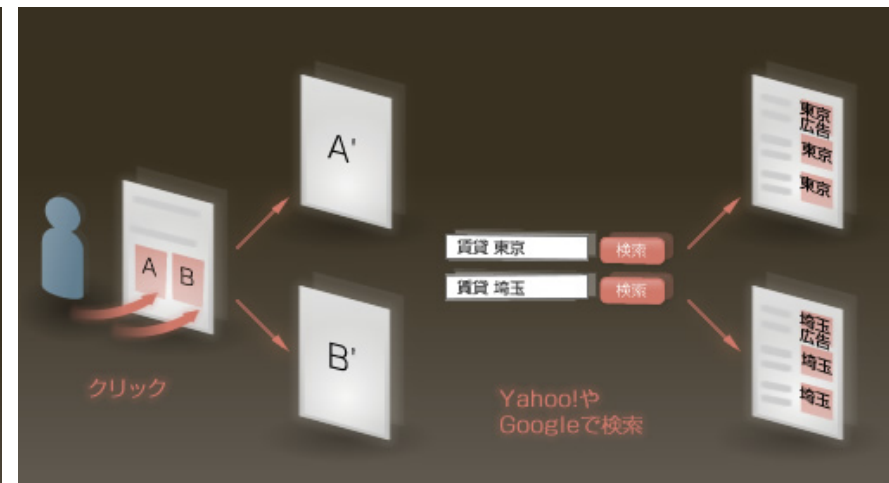 A
B
クリック
A'
B'
賃貸 東京
検索
賃貸 埼玉
検索
Yahoo!や
Googleで検索
東京
広告
東京
東京
埼玉
広告
埼玉
埼玉